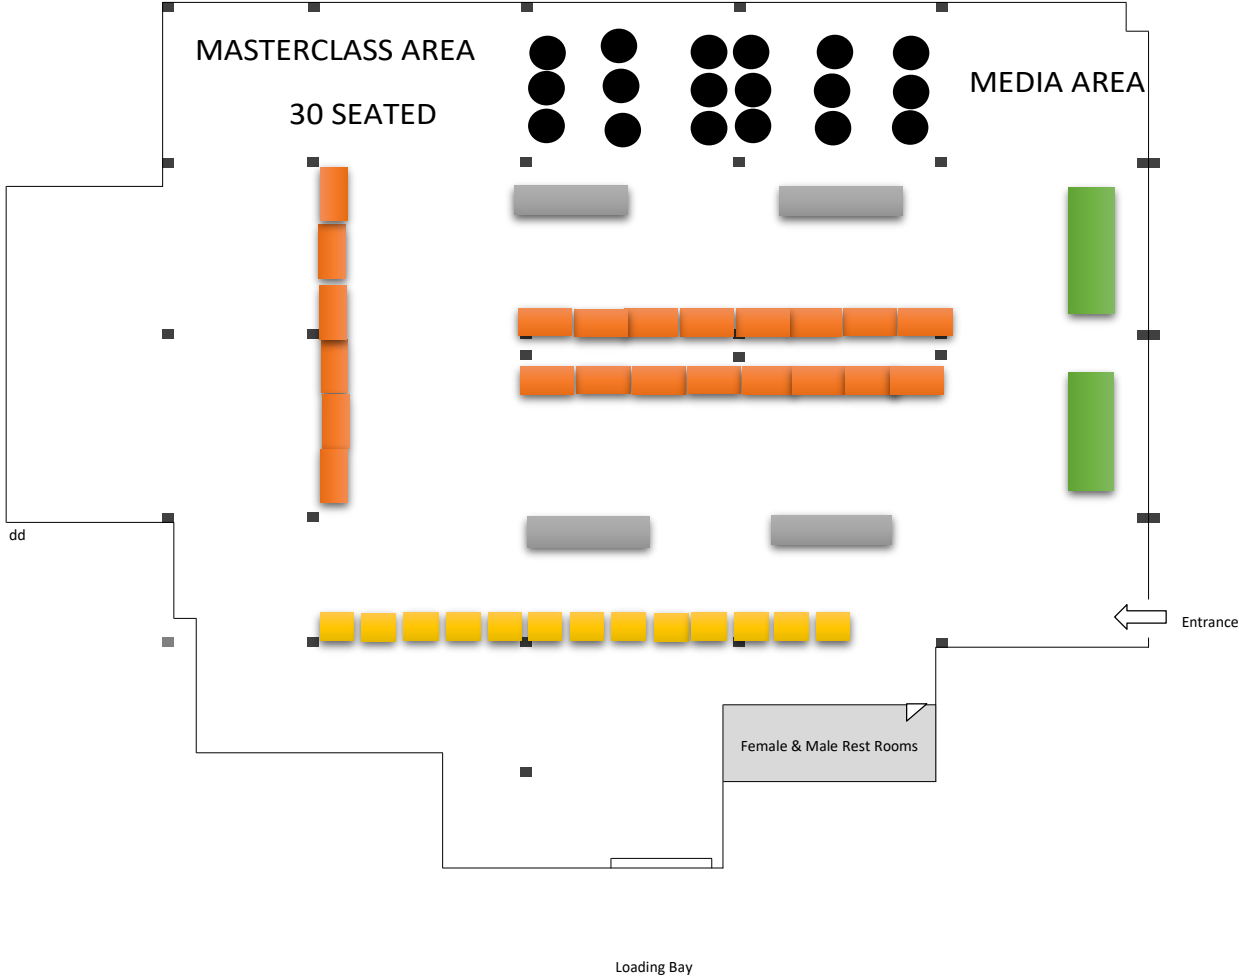 MASTERCLASS AREA
30 SEATED
MEDIA AREA
dd
Entrance
Female & Male Rest Rooms
Loading Bay